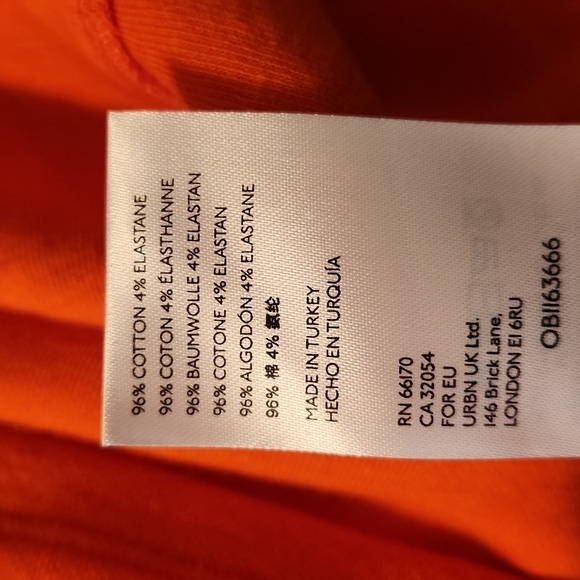 96% COTTON 4% ELASTANE
96% COTON 4% ÉLASTHANNE
96% BAUMWOLLE 4% ELASTAN
96% COTONE 4% ELASTAN
96% ALGODÓN 4% ELASTANE
96% 棉 4% 氨纶
MADE IN TURKEY
HECHO EN TURQUÍA
RN 66170
CA 32054
FOR EU
URBN UK Ltd.
146 Brick Lane,
LONDON E1 6RU
OB1163666